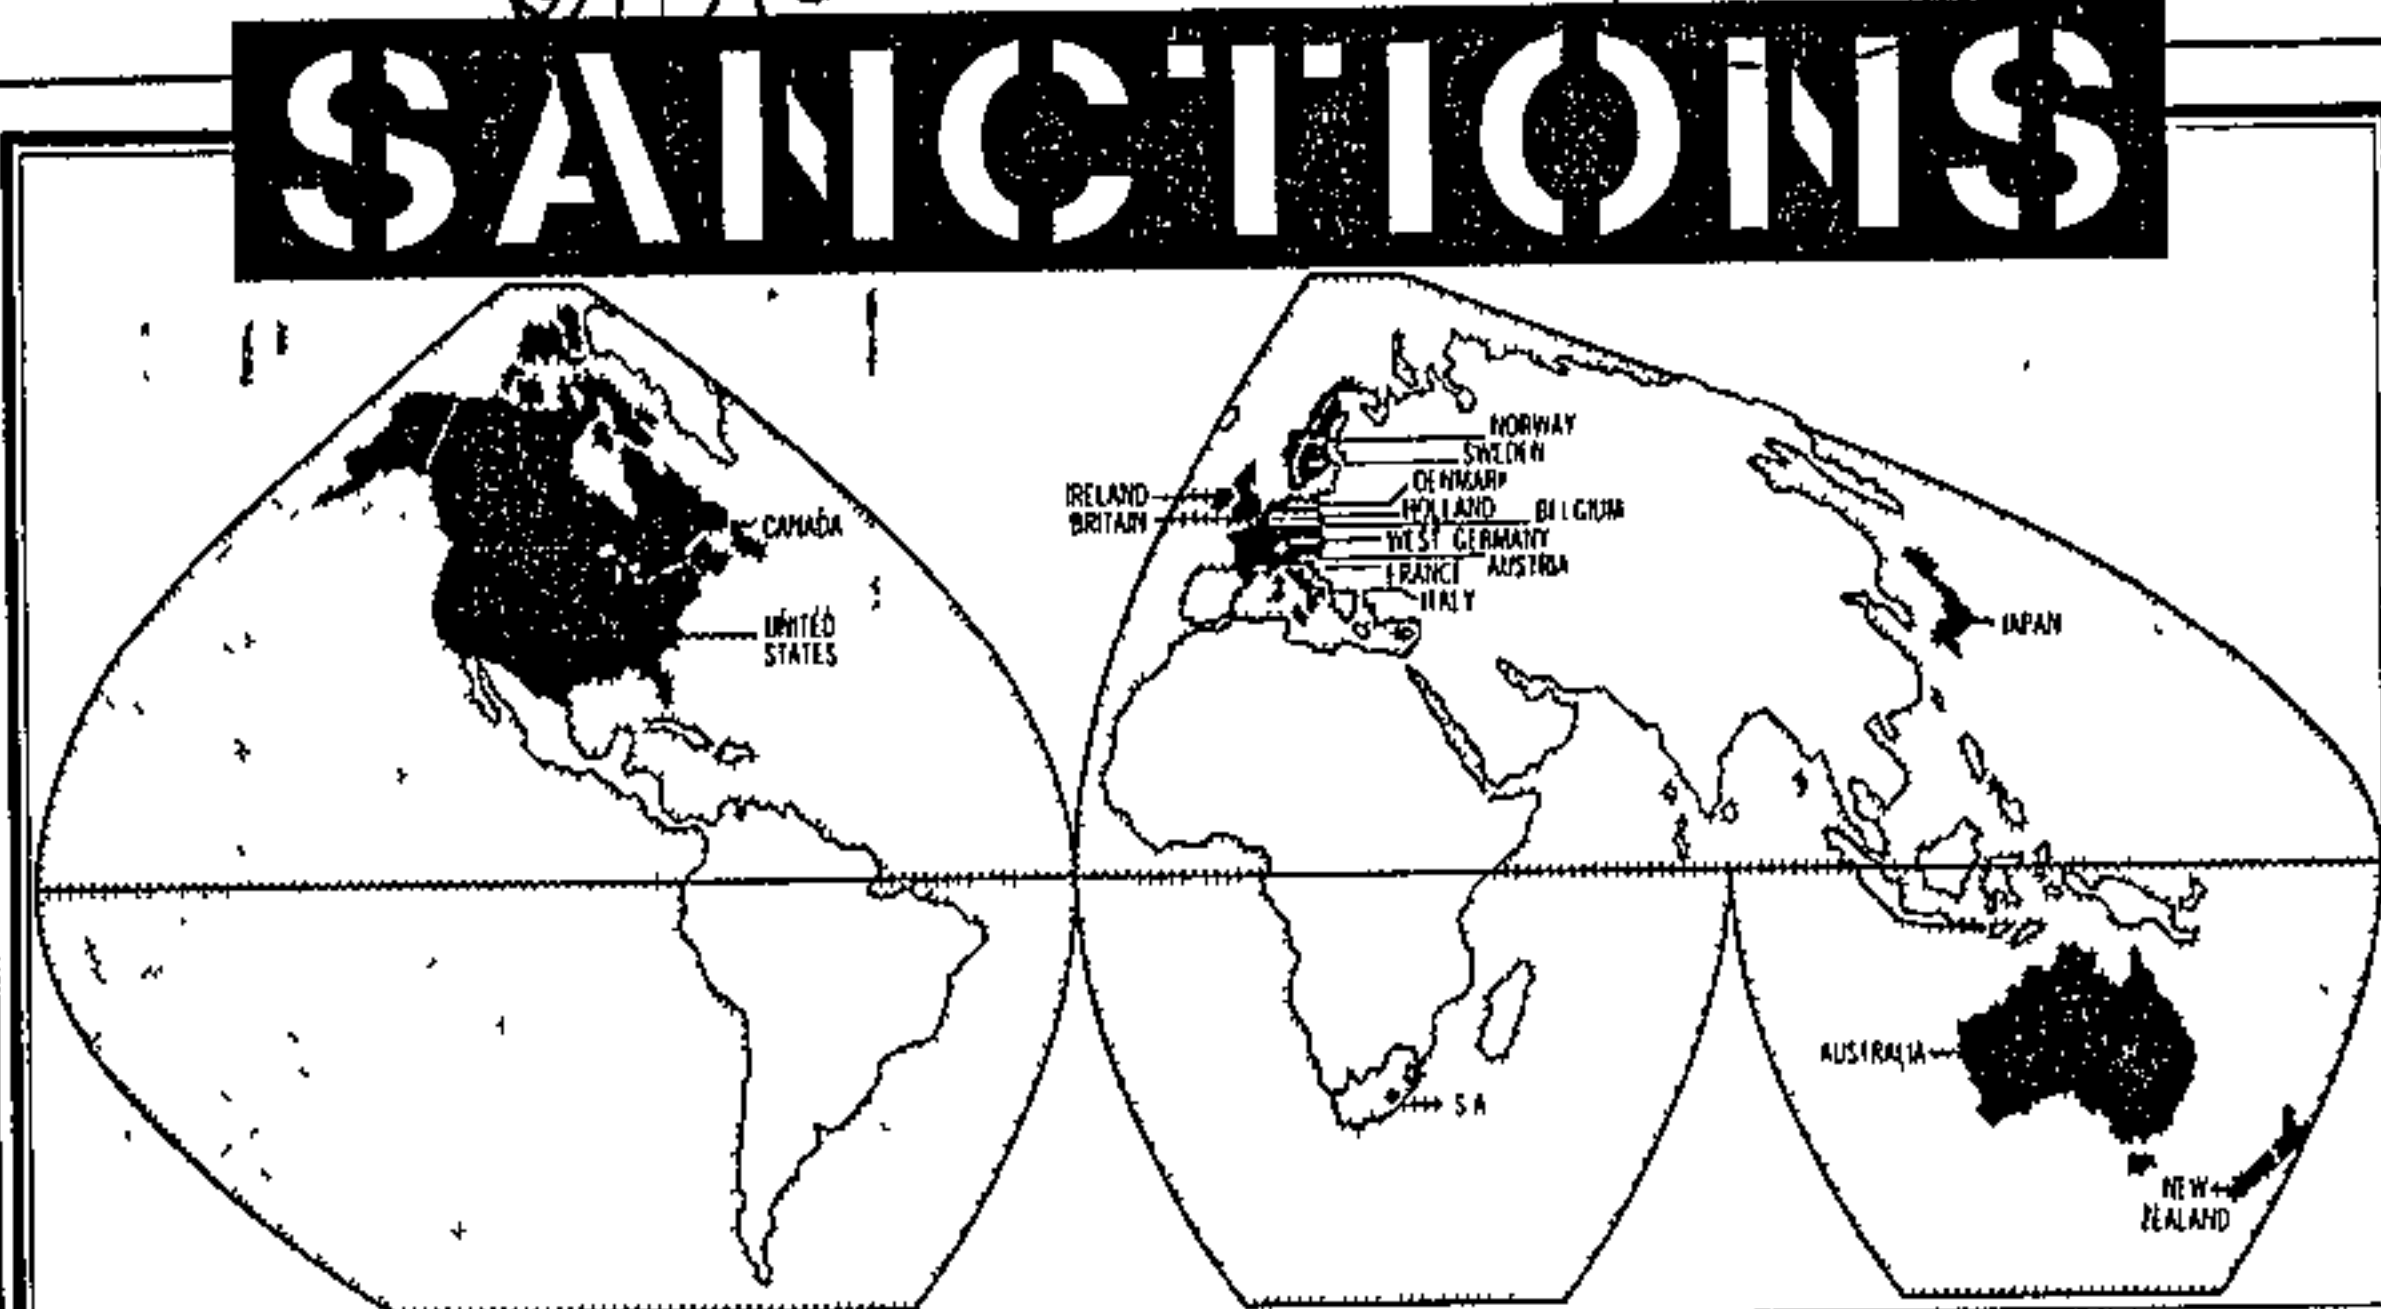 SANCTIONS
NORWAY
SWEDEN
DENMARK
IRELAND
HOLLAND BELGIUM
BRITAIN
CANADA
WEST GERMANY
FRANCE AUSTRIA
ITALY
UNITED
STATES
JAPAN
AUSTRALIA
S A
NEW
ZEALAND